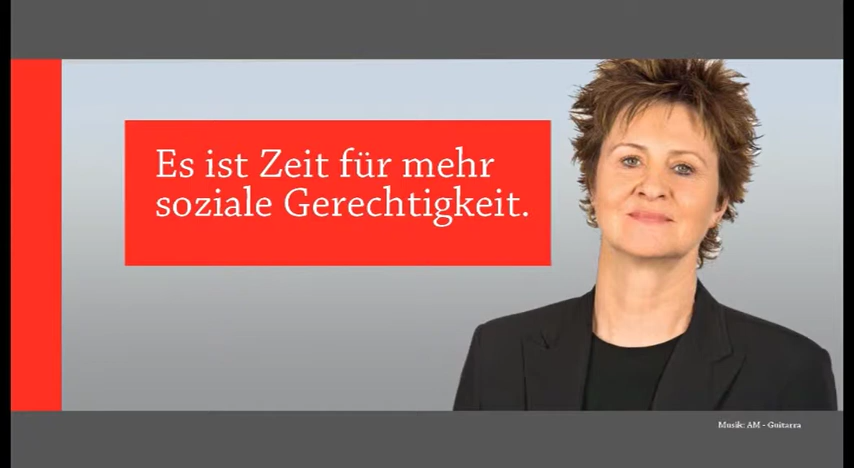 Es ist Zeit für mehr
soziale Gerechtigkeit.
Musik: AM - Guitarra